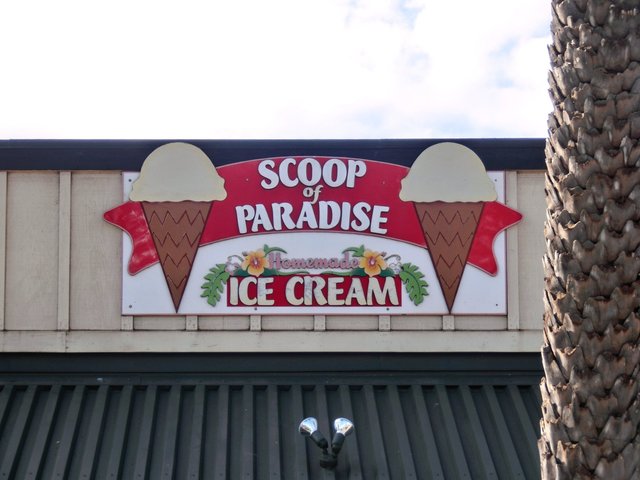 SCOOP
of
PARADISE
Homemade
ICE CREAM